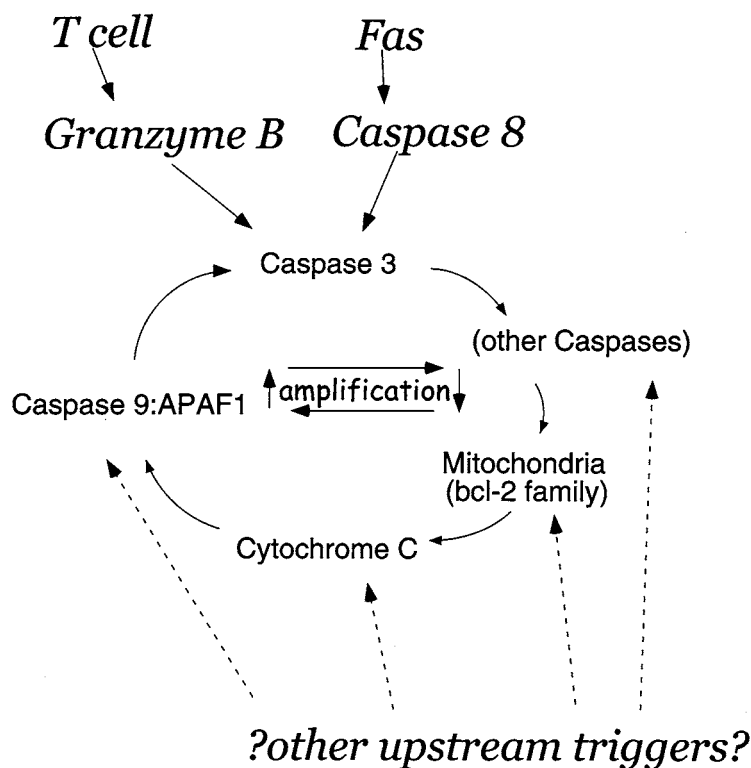 T cell
Fas
Granzyme B
Caspase 8
Caspase 3
(other Caspases)
amplification
Caspase 9:APAF1
Mitochondria
(bcl-2 family)
Cytochrome C
?other upstream triggers?